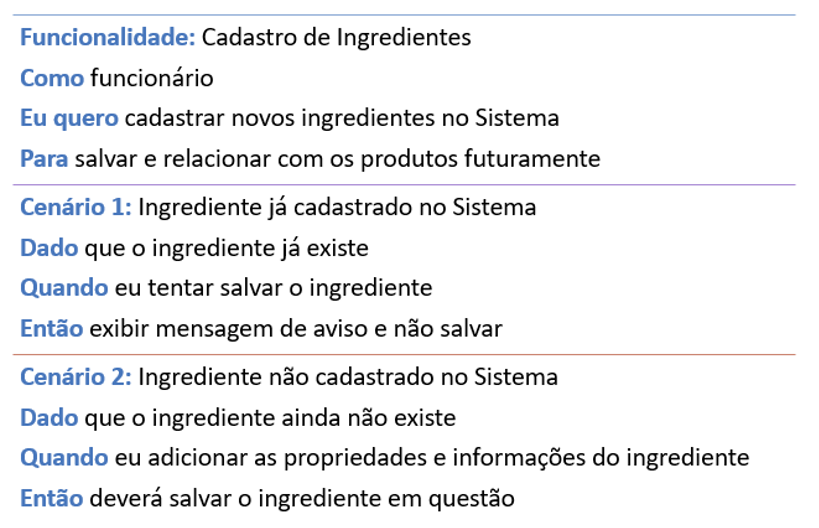 Funcionalidade: Cadastro de Ingredientes
Como funcionário
Eu quero cadastrar novos ingredientes no Sistema
Para salvar e relacionar com os produtos futuramente
Cenário 1: Ingrediente já cadastrado no Sistema
Dado que o ingrediente já existe
Quando eu tentar salvar o ingrediente
Então exibir mensagem de aviso e não salvar
Cenário 2: Ingrediente não cadastrado no Sistema
Dado que o ingrediente ainda não existe
Quando eu adicionar as propriedades e informações do ingrediente
Então deverá salvar o ingrediente em questão